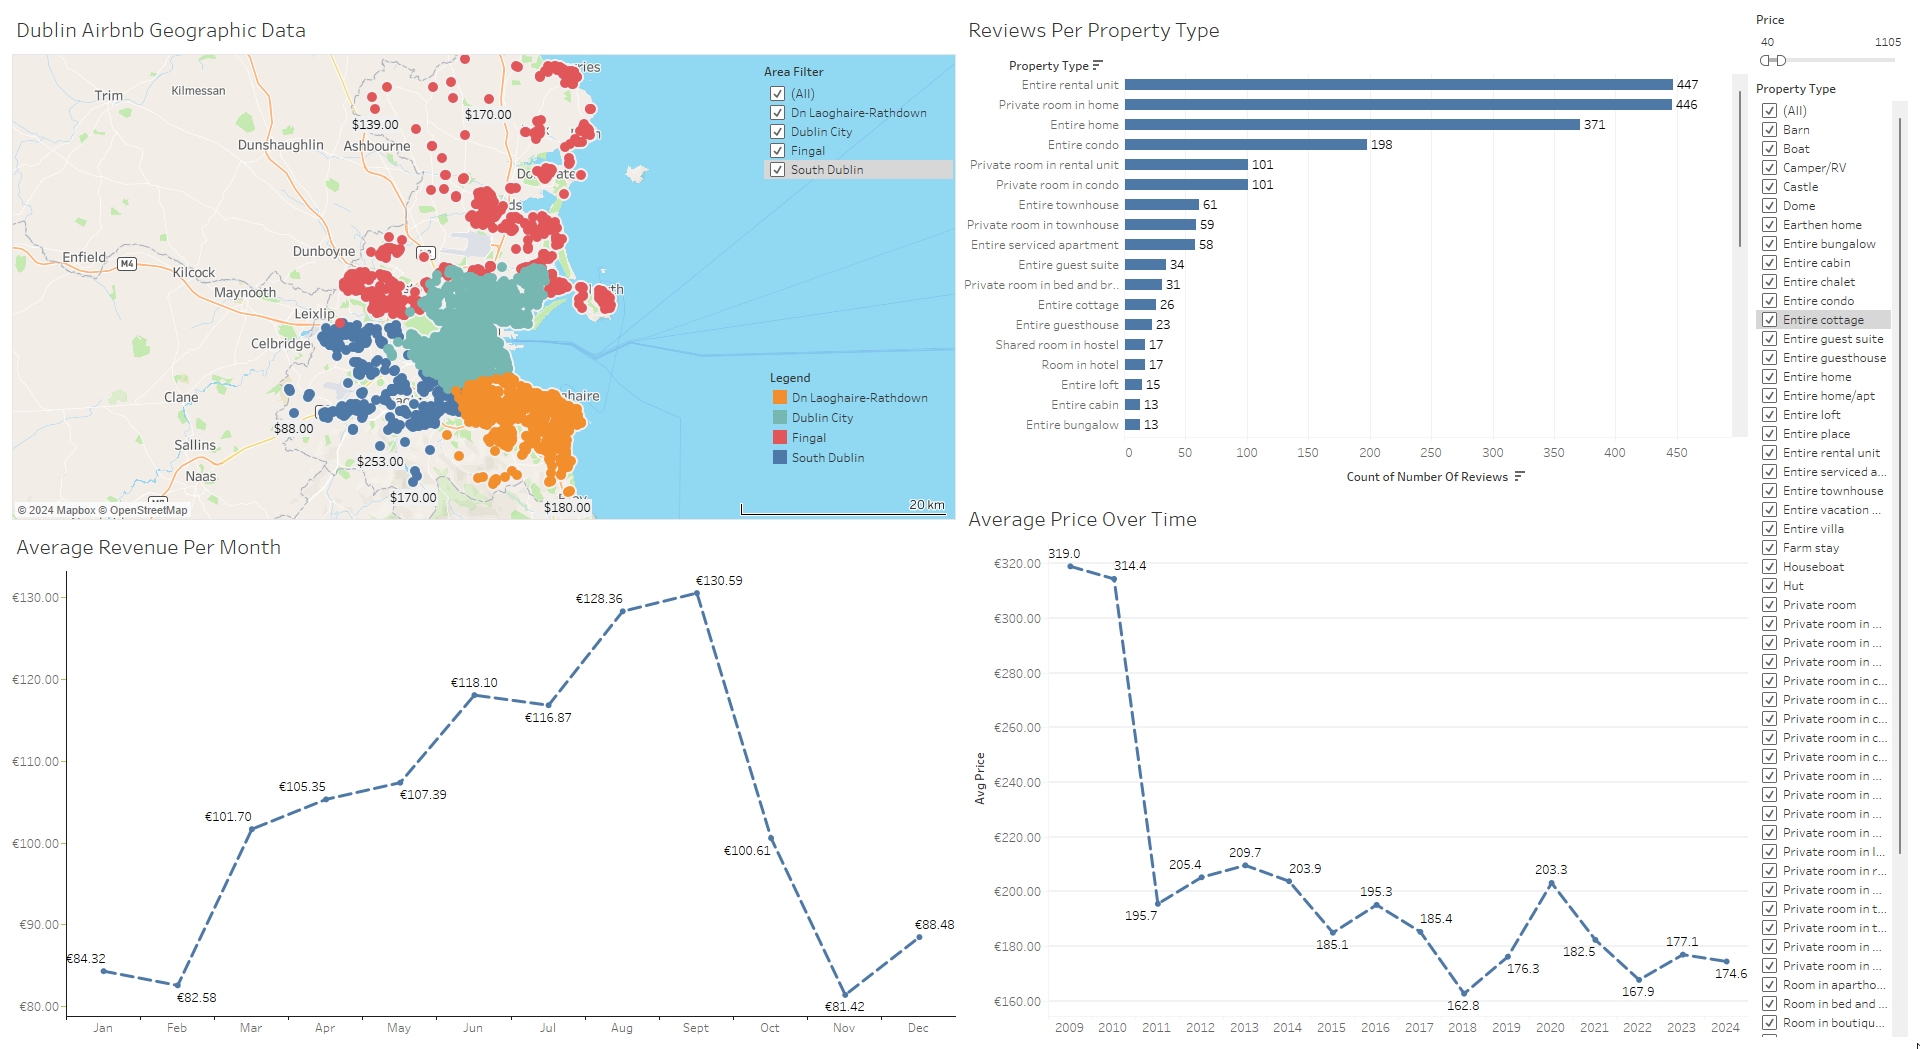 Dublin Airbnb Geographic Data
Trim
Kilmessan
$139.00
$170.00
Dunshaughlin
Ashbourne
Dunboyne
Enfield
M4
Kilcock
Maynooth
Leixlip
Celbridge
Clane
$88.00
Sallins
$253.00
Naas
$170.00
$180.00
© 2024 Mapbox © OpenStreetMap
20 km
Area Filter
(All)
Dn Laoghaire-Rathdown
Dublin City
Fingal
South Dublin
Legend
Dn Laoghaire-Rathdown
Dublin City
Fingal
South Dublin
Reviews Per Property Type
Property Type
Entire rental unit 447
Private room in home 446
Entire home 371
Entire condo 198
Private room in rental unit 101
Private room in condo 101
Entire townhouse 61
Private room in townhouse 59
Entire serviced apartment 58
Entire guest suite 34
Private room in bed and br.. 31
Entire cottage 26
Entire guesthouse 23
Shared room in hostel 17
Room in hotel 17
Entire loft 15
Entire cabin 13
Entire bungalow 13
0 50 100 150 200 250 300 350 400 450
Count of Number Of Reviews
Average Revenue Per Month
€130.00
€120.00
€110.00
€100.00
€90.00
€80.00
€84.32
€82.58
€101.70
€105.35
€107.39
€118.10
€116.87
€128.36
€130.59
€100.61
€81.42
€88.48
Jan Feb Mar Apr May Jun Jul Aug Sept Oct Nov Dec
Average Price Over Time
Avg Price
€320.00
€300.00
€280.00
€260.00
€240.00
€220.00
€200.00
€180.00
€160.00
319.0
314.4
195.7
205.4
209.7
203.9
185.1
195.3
185.4
162.8
176.3
203.3
182.5
167.9
177.1
174.6
2009 2010 2011 2012 2013 2014 2015 2016 2017 2018 2019 2020 2021 2022 2023 2024
Price
40 1105
Property Type
(All)
Barn
Boat
Camper/RV
Castle
Dome
Earthen home
Entire bungalow
Entire cabin
Entire chalet
Entire condo
Entire cottage
Entire guest suite
Entire guesthouse
Entire home
Entire home/apt
Entire loft
Entire place
Entire rental unit
Entire serviced a...
Entire townhouse
Entire vacation ...
Entire villa
Farm stay
Houseboat
Hut
Private room
Private room in ...
Private room in ...
Private room in ...
Private room in c...
Private room in c...
Private room in c...
Private room in c...
Private room in c...
Private room in ...
Private room in ...
Private room in ...
Private room in ...
Private room in l...
Private room in r...
Private room in ...
Private room in t...
Private room in t...
Private room in ...
Private room in ...
Room in apartho...
Room in bed and ...
Room in boutiqu...